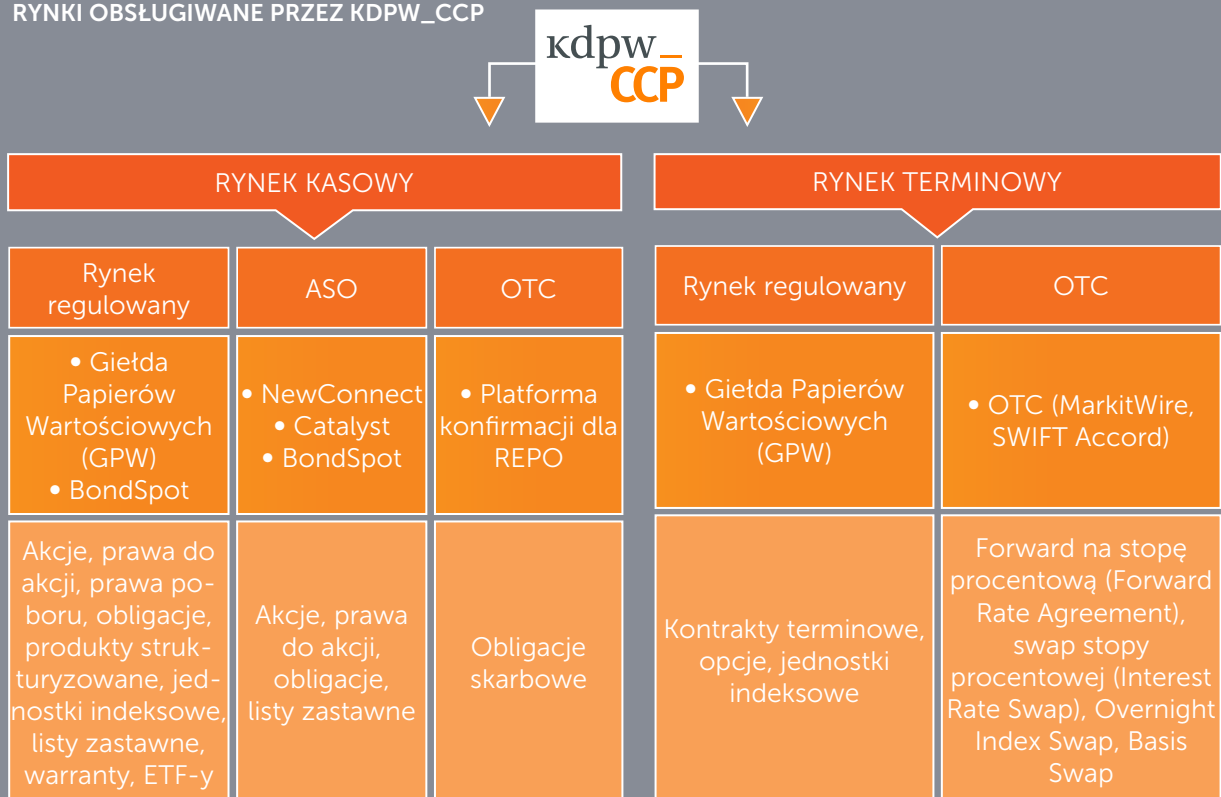 RYNKI OBSŁUGIWANE PRZEZ KDPW_CCP
кdpw_
CCP
RYNEK KASOWY
Rynek
regulowany
ASO
OTC
• Giełda
Papierów
Wartościowych
(GPW)
• BondSpot
• NewConnect
• Catalyst
• BondSpot
• Platforma
konfirmacji dla
REPO
Akcje, prawa do
akcji, prawa po-
boru, obligacje,
produkty struk-
turyzowane, jed-
nostki indeksowe,
listy zastawne,
warranty, ETF-y
Akcje, prawa
do akcji,
obligacje,
listy zastawne
Obligacje
skarbowe
RYNEK TERMINOWY
Rynek regulowany
OTC
• Giełda Papierów
Wartościowych
(GPW)
• OTC (MarkitWire,
SWIFT Accord)
Kontrakty terminowe,
opcje, jednostki
indeksowe
Forward na stopę
procentową (Forward
Rate Agreement),
swap stopy
procentowej (Interest
Rate Swap), Overnight
Index Swap, Basis
Swap